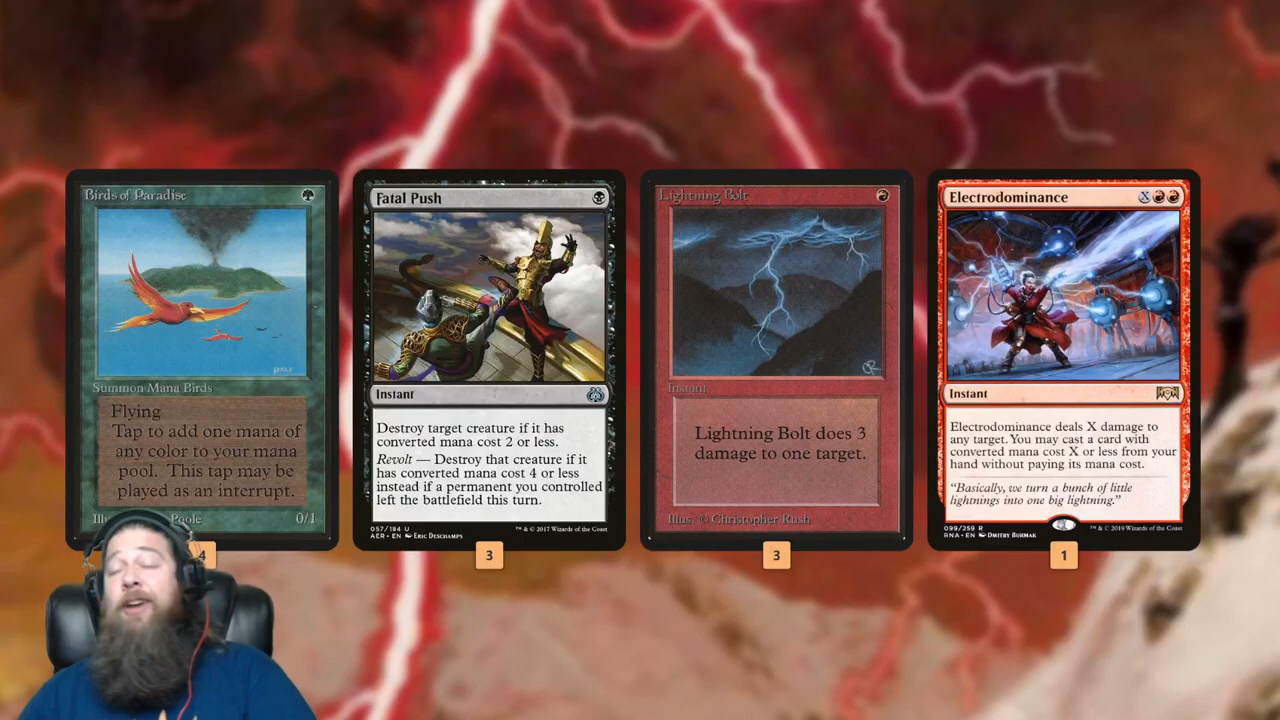 Birds of Paradise
Summon Mana Birds
Flying
Tap to add one mana of
any color to your mana
pool. This tap may be
played as an interrupt.
Poole
0/1
4
Fatal Push
Instant
Destroy target creature if it has
converted mana cost 2 or less.
Revolt — Destroy that creature if it
has converted mana cost 4 or less
instead if a permanent you controlled
left the battlefield this turn.
057/184 U
™ & © 2017 Wizards of the Coast
AER • EN Eric Deschamps
3
Lightning Bolt
Instant
Lightning Bolt does 3
damage to one target.
Illus. © Christopher Rush
3
Electrodominance
X
Instant
Electrodominance deals X damage to
any target. You may cast a card with
converted mana cost X or less from your
hand without paying its mana cost.
“Basically, we turn a bunch of little
lightnings into one big lightning.”
099/259 R
™ & © 2019 Wizards of the Coast
RNA • EN Dmitry Burmak
1